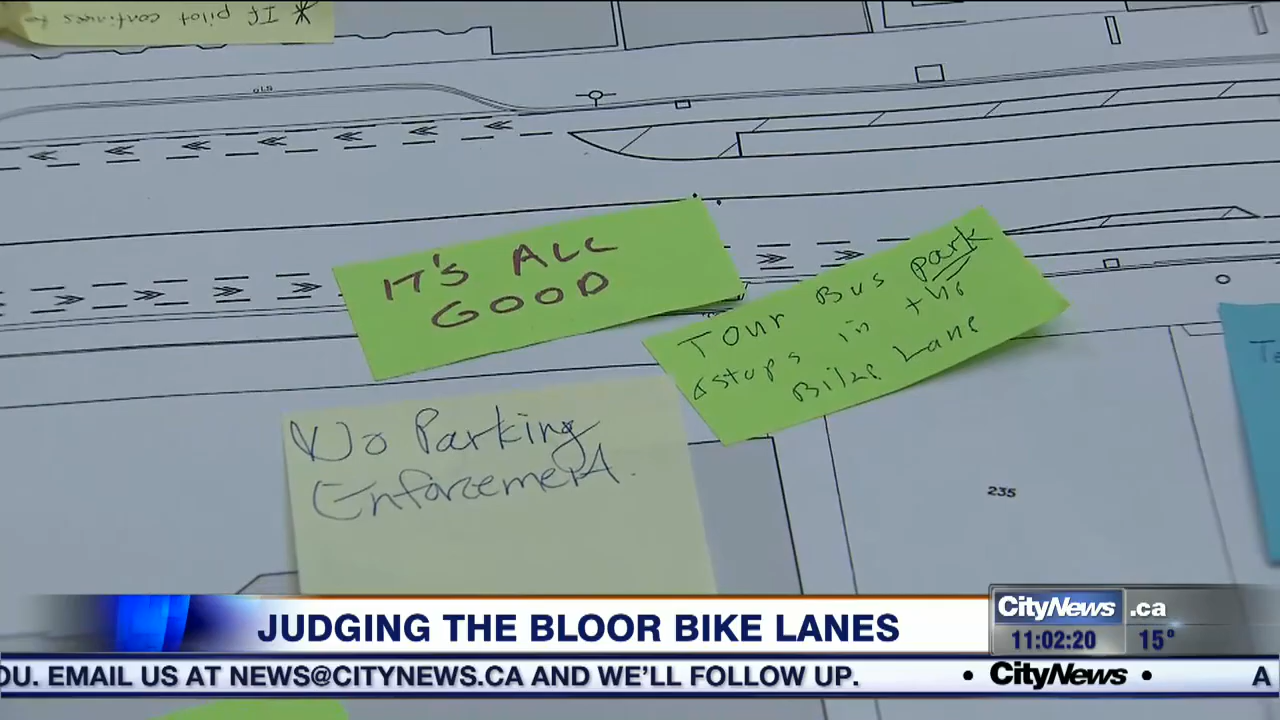 * If pilot continues to
IT'S ALL
GOOD
Tour Bus park
& stops in the
Bike Lane
No Parking
Enforcement.
235
JUDGING THE BLOOR BIKE LANES
CityNews .ca
11:02:20 15°
OU. EMAIL US AT NEWS@CITYNEWS.CA AND WE'LL FOLLOW UP. • CityNews • A